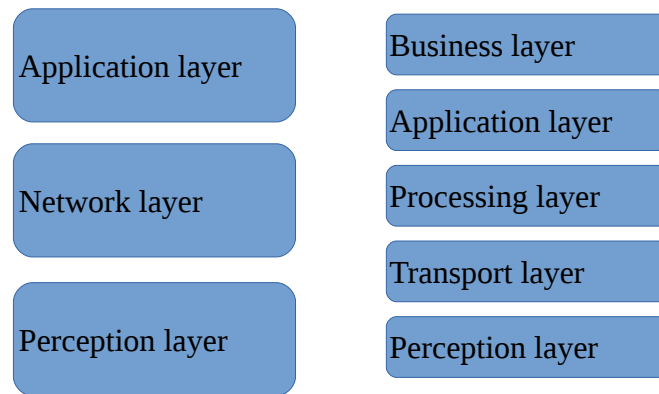 Application layer
Network layer
Perception layer
Business layer
Application layer
Processing layer
Transport layer
Perception layer